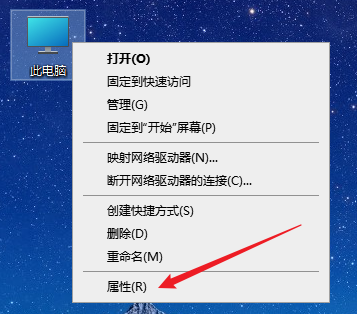 此电脑
打开(O)
固定到快速访问
管理(G)
固定到“开始”屏幕(P)
映射网络驱动器(N)...
断开网络驱动器的连接(C)...
创建快捷方式(S)
删除(D)
重命名(M)
属性(R)